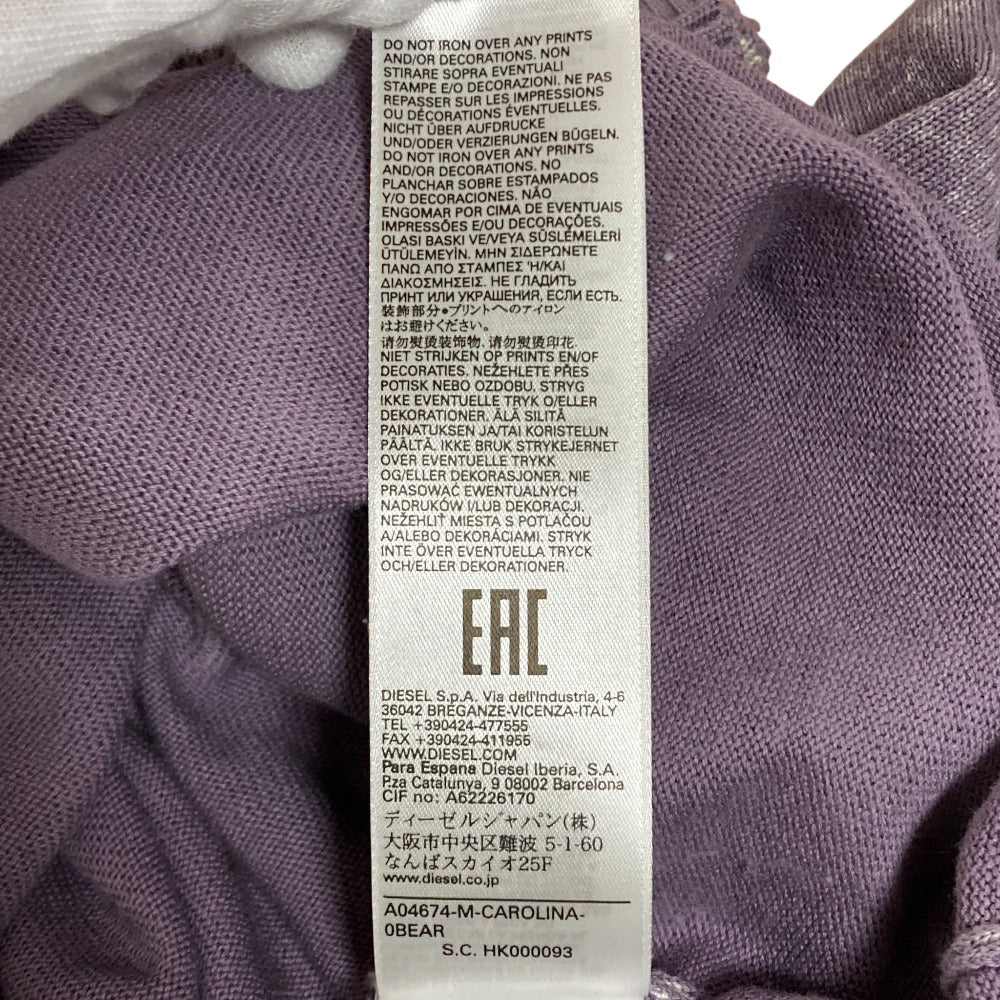 DO NOT IRON OVER ANY PRINTS
AND/OR DECORATIONS. NON
STIRARE SOPRA EVENTUALI
STAMPE E/O DECORAZIONI. NE PAS
REPASSER SUR LES IMPRESSIONS
OU DÉCORATIONS ÉVENTUELLES.
NICHT ÜBER AUFDRUCKE
UND/ODER VERZIERUNGEN BÜGELN.
DO NOT IRON OVER ANY PRINTS
AND/OR DECORATIONS. NO
PLANCHAR SOBRE ESTAMPADOS
Y/O DECORACIONES. NÃO
ENGOMAR POR CIMA DE EVENTUAIS
IMPRESSÕES E/OU DECORAÇÕES.
OLASI BASKI VE/VEYA SÜSLEMELERİ
ÜTÜLEMEYİN. ΜΗΝ ΣΙΔΕΡΩΝΕΤΕ
ΠΑΝΩ ΑΠΟ ΣΤΑΜΠΕΣ 'Η/ΚΑΙ
ΔΙΑΚΟΣΜΗΣΕΙΣ. НЕ ГЛАДИТЬ
ПРИНТ ИЛИ УКРАШЕНИЯ, ЕСЛИ ЕСТЬ.
装飾部分●プリントへのアイロン
はお避けください。
请勿熨烫装饰物, 请勿熨烫印花.
NIET STRIJKEN OP PRINTS EN/OF
DECORATIES. NEŽEHLETE PŘES
POTISK NEBO OZDOBU. STRYG
IKKE EVENTUELLE TRYK O/ELLER
DEKORATIONER. ÄLÄ SILITÄ
PAINATUKSEN JA/TAI KORISTELUN
PÄÄLTÄ. IKKE BRUK STRYKEJERNET
OVER EVENTUELLE TRYKK
OG/ELLER DEKORASJONER. NIE
PRASOWAĆ EWENTUALNYCH
NADRUKÓW I/LUB DEKORACJI.
NEŽEHLIŤ MIESTA S POTLAČOU
A/ALEBO DEKORÁCIAMI. STRYK
INTE ÖVER EVENTUELLA TRYCK
OCH/ELLER DEKORATIONER.
EAC
DIESEL S.p.A. Via dell'Industria, 4-6
36042 BREGANZE-VICENZA-ITALY
TEL +390424-477555
FAX +390424-411955
WWW.DIESEL.COM
Para Espana Diesel Iberia, S.A.
P.za Catalunya, 9 08002 Barcelona
CIF no: A62226170
ディーゼルジャパン(株)
大阪市中央区難波 5-1-60
なんばスカイオ25F
www.diesel.co.jp
A04674-M-CAROLINA-
0BEAR
S.C. HK000093